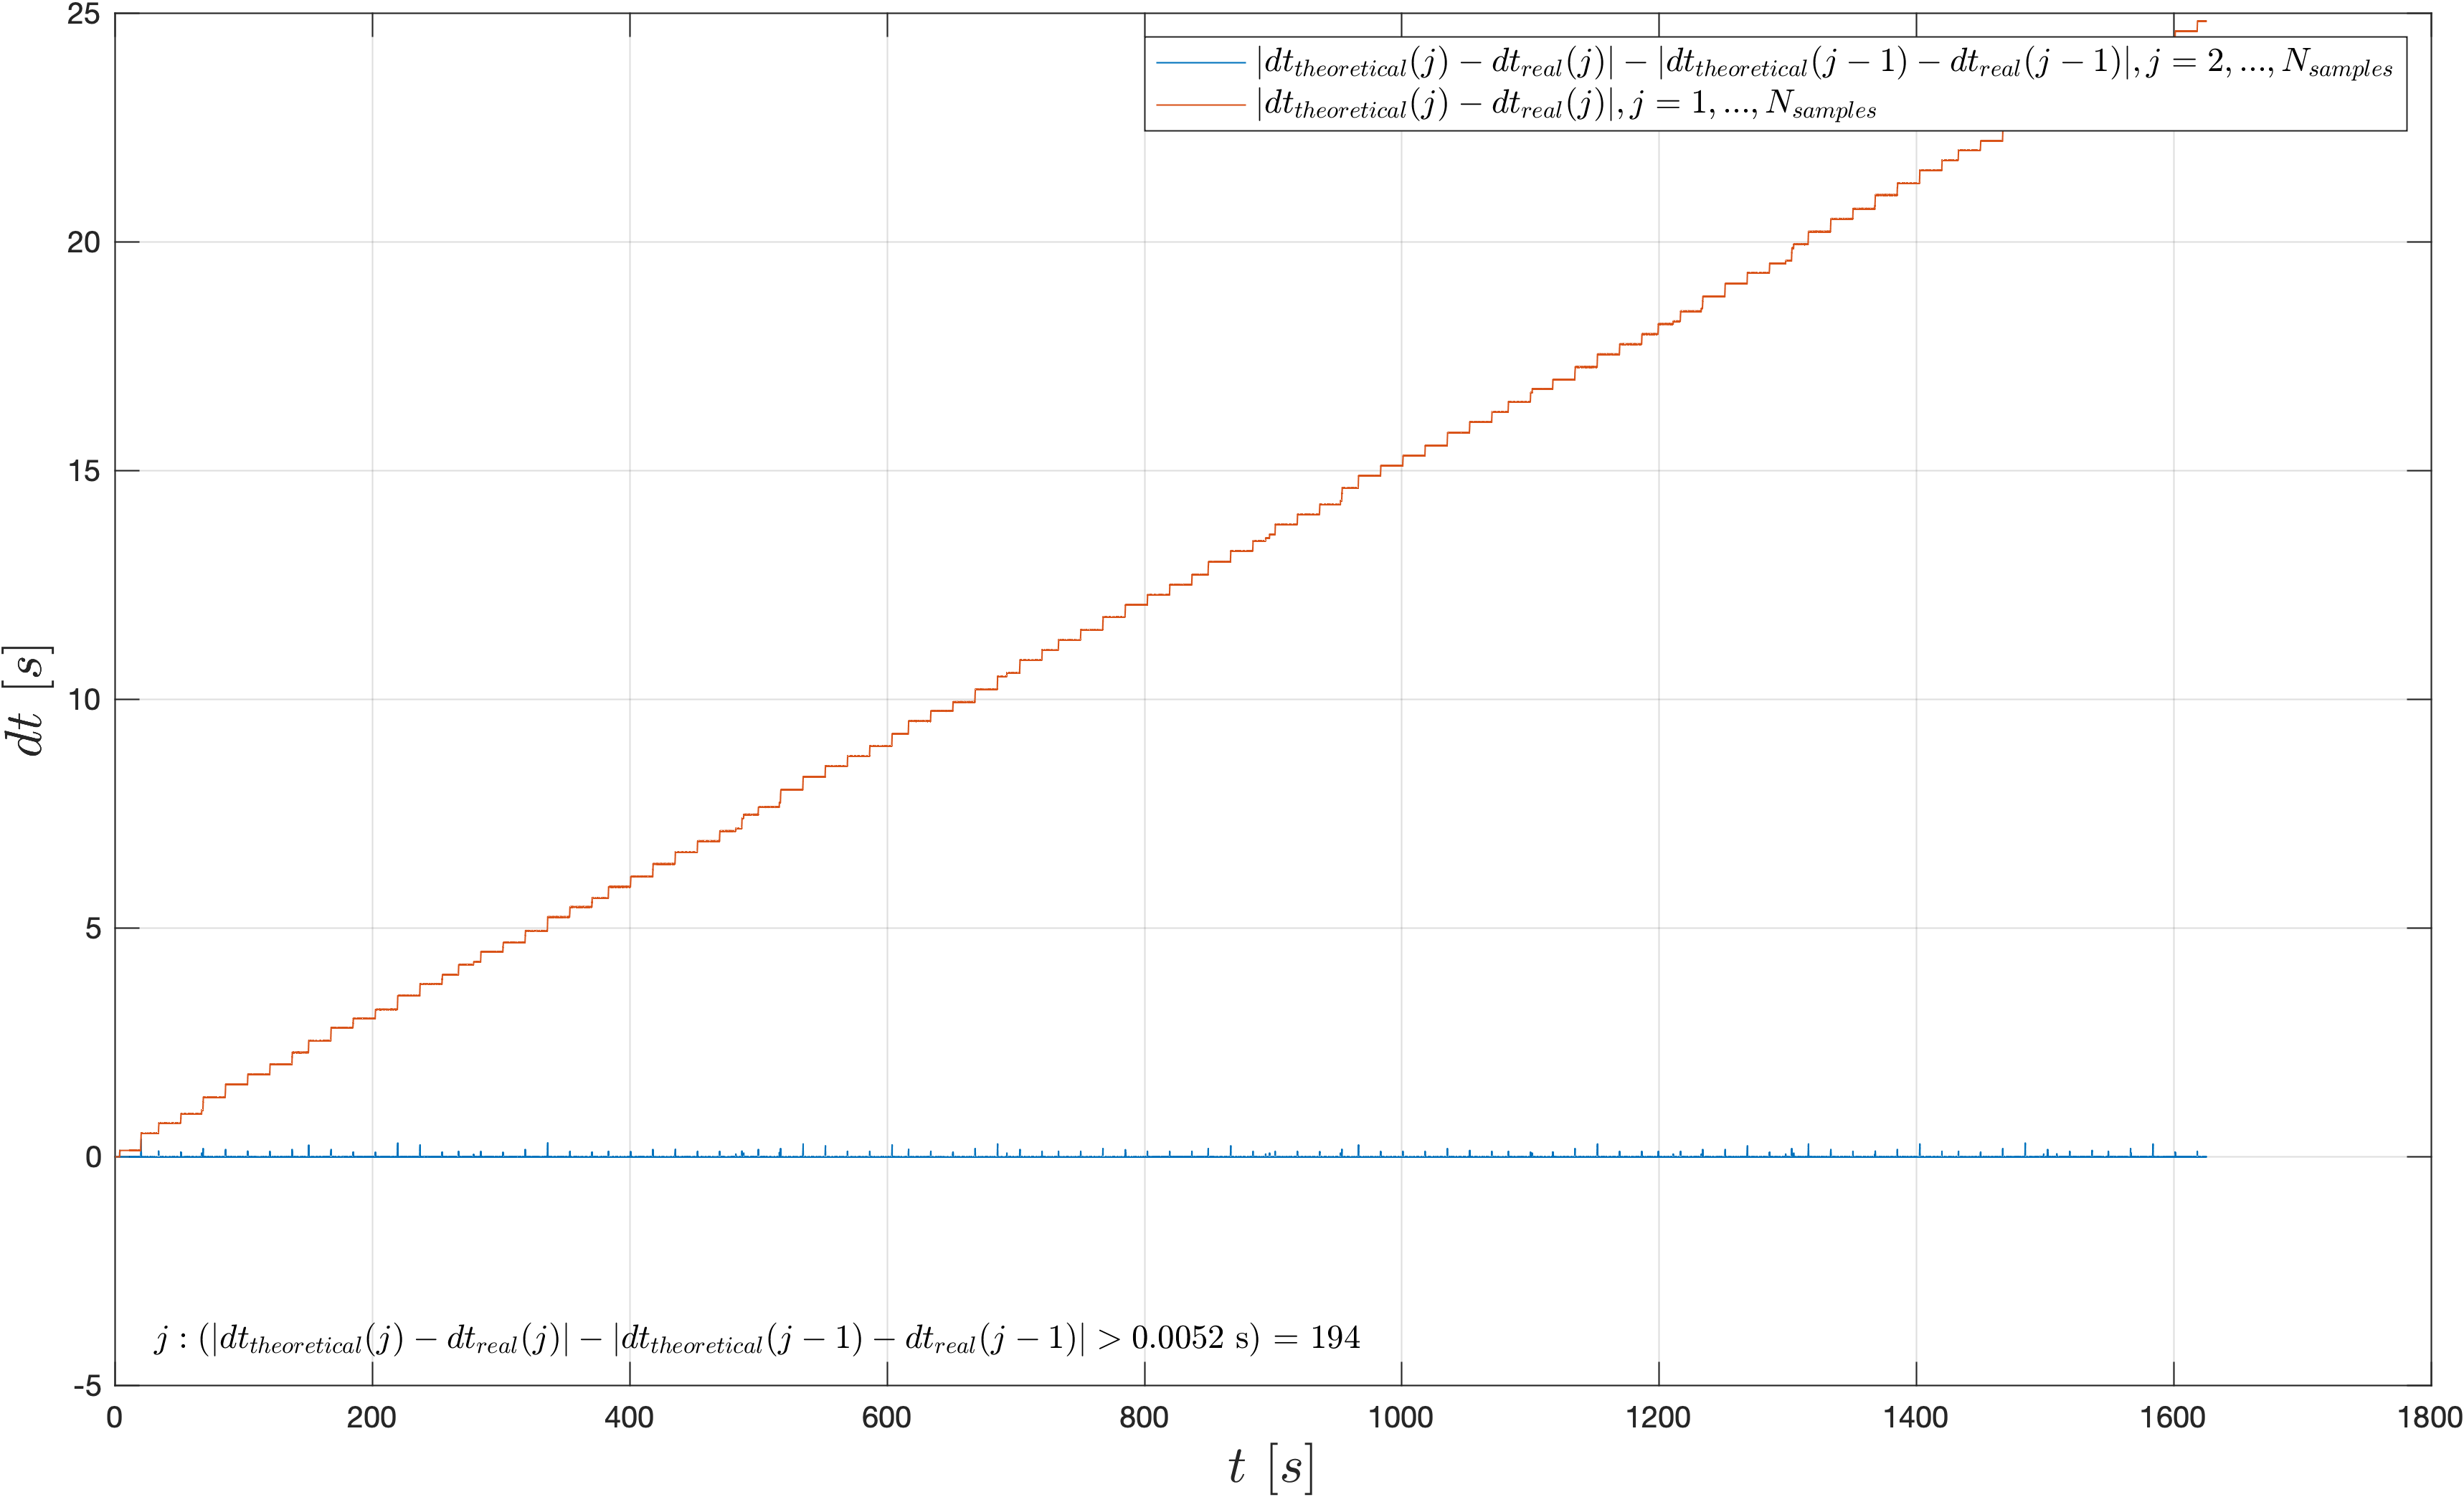 25
20
15
10
5
0
-5
dt [s]
|dt_theoretical(j) − dt_real(j)| − |dt_theoretical(j − 1) − dt_real(j − 1)|, j = 2, ..., N_samples
|dt_theoretical(j) − dt_real(j)|, j = 1, ..., N_samples
j : (|dt_theoretical(j) − dt_real(j)| − |dt_theoretical(j − 1) − dt_real(j − 1)| > 0.0052 s) = 194
0 200 400 600 800 1000 1200 1400 1600 1800
t [s]